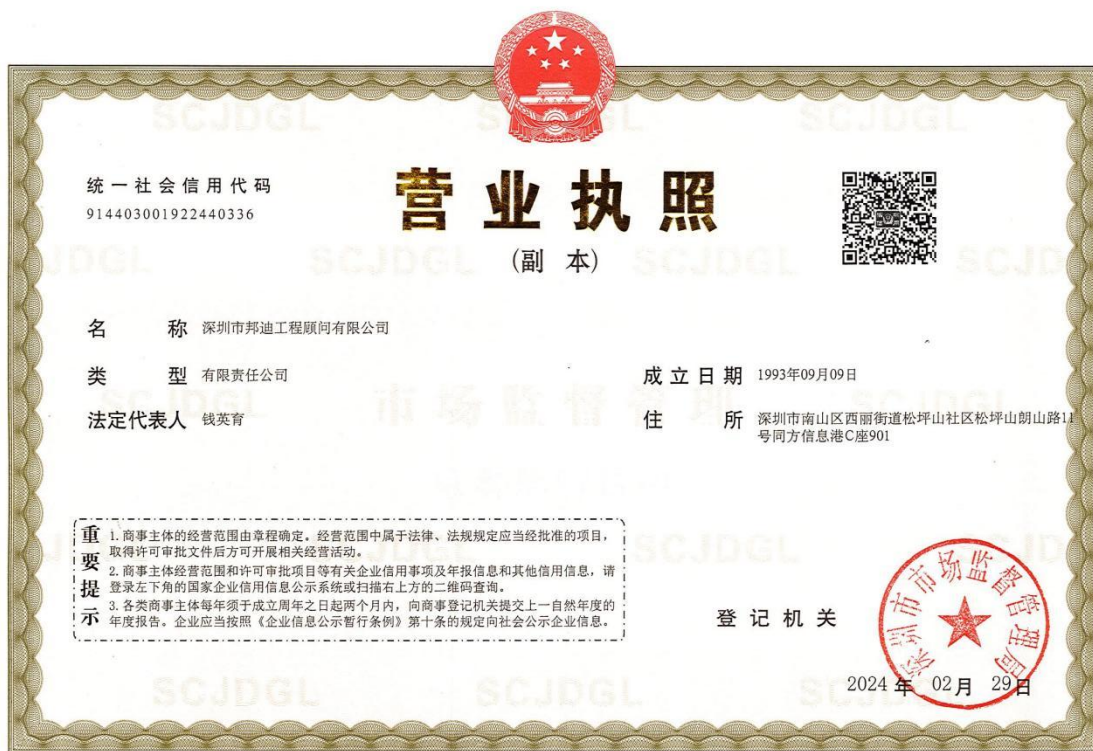 统一社会信用代码
914403001922440336
营业执照
(副 本)
名 称 深圳市邦迪工程顾问有限公司
类 型 有限责任公司
法定代表人 钱英育
成立日期 1993年09月09日
住 所 深圳市南山区西丽街道松坪山社区松坪山朗山路11
号同方信息港C座901
重要提示
1. 商事主体的经营范围由章程确定。经营范围中属于法律、法规规定应当经批准的项目,
取得许可审批文件后方可开展相关经营活动。
2. 商事主体经营范围和许可审批项目等有关企业信用事项及年报信息和其他信用信息,请
登录左下角的国家企业信用信息公示系统或扫描右上方的二维码查询。
3. 各类商事主体每年须于成立周年之日起两个月内,向商事登记机关提交上一自然年度的
年度报告。企业应当按照《企业信息公示暂行条例》第十条的规定向社会公示企业信息。
登记机关
深圳市市场监督管理局
2024 年 02 月 29 日
SCJDGL
市场监督管理